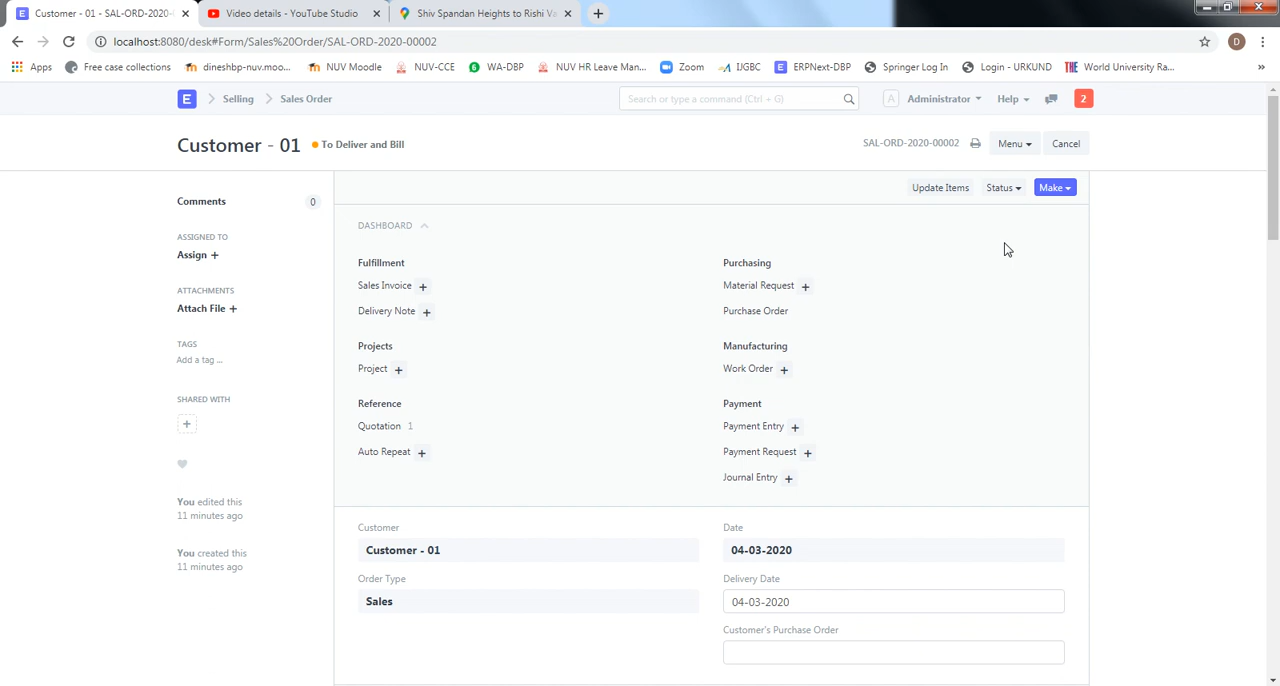 Customer - 01 - SAL-ORD-2020-
Video details - YouTube Studio
Shiv Spandan Heights to Rishi Va
localhost:8080/desk#Form/Sales%20Order/SAL-ORD-2020-00002
D
Apps
Free case collections
dineshbp-nuv.moo...
NUV Moodle
NUV-CCE
6 WA-DBP
NUV HR Leave Man...
Zoom
IJGBC
E ERPNext-DBP
Springer Log In
Login - URKUND
THE World University Ra...
E Selling Sales Order
Search or type a command (Ctrl + G)
A Administrator
Help
2
Customer - 01
To Deliver and Bill
SAL-ORD-2020-00002
Menu
Cancel
Comments 0
Update Items
Status
Make
ASSIGNED TO
Assign +
ATTACHMENTS
Attach File +
TAGS
Add a tag ...
SHARED WITH
+
You edited this
11 minutes ago
You created this
11 minutes ago
DASHBOARD
Fulfillment
Sales Invoice +
Delivery Note +
Projects
Project +
Reference
Quotation 1
Auto Repeat +
Purchasing
Material Request +
Purchase Order
Manufacturing
Work Order +
Payment
Payment Entry +
Payment Request +
Journal Entry +
Customer
Customer - 01
Order Type
Sales
Date
04-03-2020
Delivery Date
04-03-2020
Customer's Purchase Order